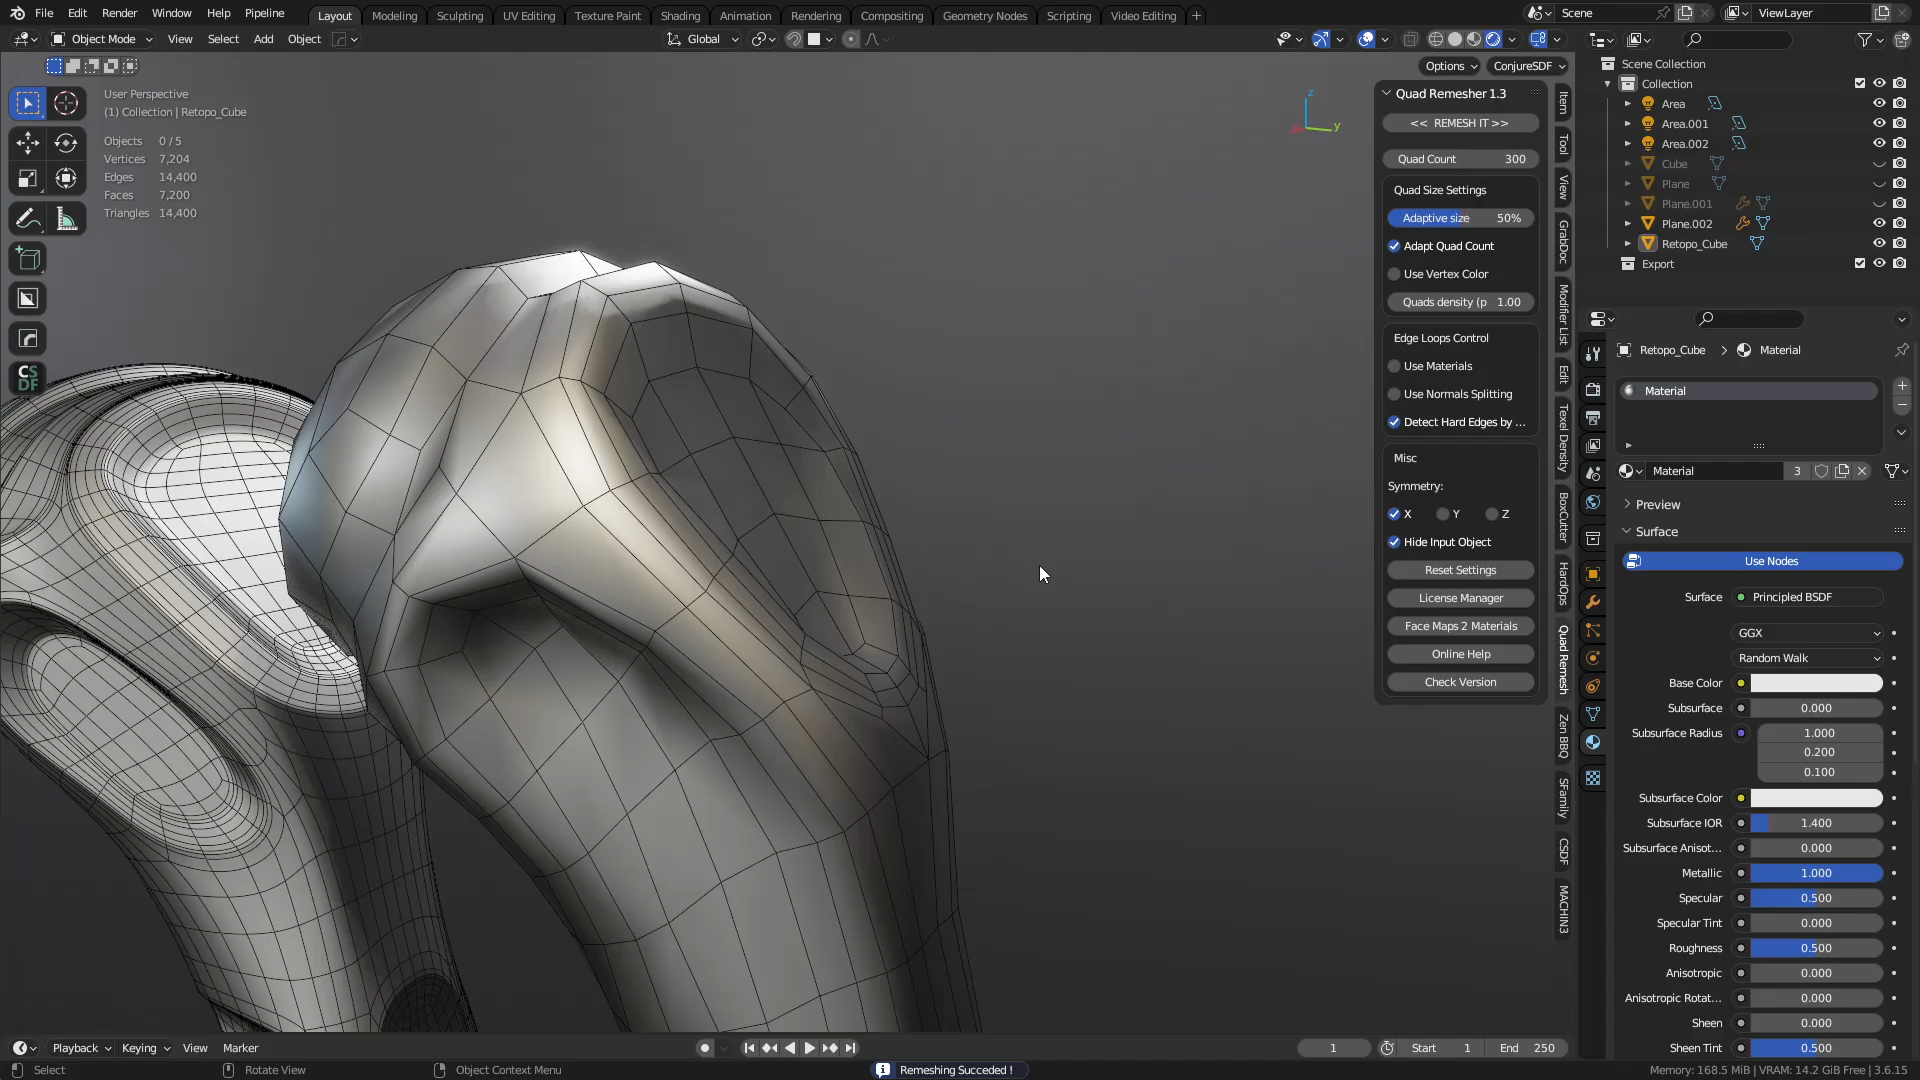 File Edit Render Window Help Pipeline
Layout Modeling Sculpting UV Editing Texture Paint Shading Animation Rendering Compositing Geometry Nodes Scripting Video Editing +
Scene
ViewLayer
Object Mode View Select Add Object
Global
Options ConjureSDF
User Perspective
(1) Collection | Retopo_Cube
Objects 0 / 5
Vertices 7,204
Edges 14,400
Faces 7,200
Triangles 14,400
CS
DF
z
y
Quad Remesher 1.3
<< REMESH IT >>
Quad Count 300
Quad Size Settings
Adaptive size 50%
Adapt Quad Count
Use Vertex Color
Quads density (p 1.00
Edge Loops Control
Use Materials
Use Normals Splitting
Detect Hard Edges by ...
Misc
Symmetry:
X Y Z
Hide Input Object
Reset Settings
License Manager
Face Maps 2 Materials
Online Help
Check Version
Item
Tool
View
GrabDoc
Modifier List
Edit
Texel Density
BoxCutter
HardOps
Quad Remesh
Zen BBQ
SFamily
CSDF
MACHIN3
Scene Collection
Collection
Area
Area.001
Area.002
Cube
Plane
Plane.001
Plane.002
Retopo_Cube
Export
Retopo_Cube > Material
Material
Material 3
Preview
Surface
Use Nodes
Surface Principled BSDF
GGX
Random Walk
Base Color
Subsurface 0.000
Subsurface Radius 1.000
0.200
0.100
Subsurface Color
Subsurface IOR 1.400
Subsurface Anisot... 0.000
Metallic 1.000
Specular 0.500
Specular Tint 0.000
Roughness 0.500
Anisotropic 0.000
Anisotropic Rotat... 0.000
Sheen 0.000
Sheen Tint 0.500
Playback Keying View Marker
1
Start 1 End 250
Select
Rotate View
Object Context Menu
Remeshing Succeded !
Memory: 168.5 MiB | VRAM: 14.2 GiB Free | 3.6.15